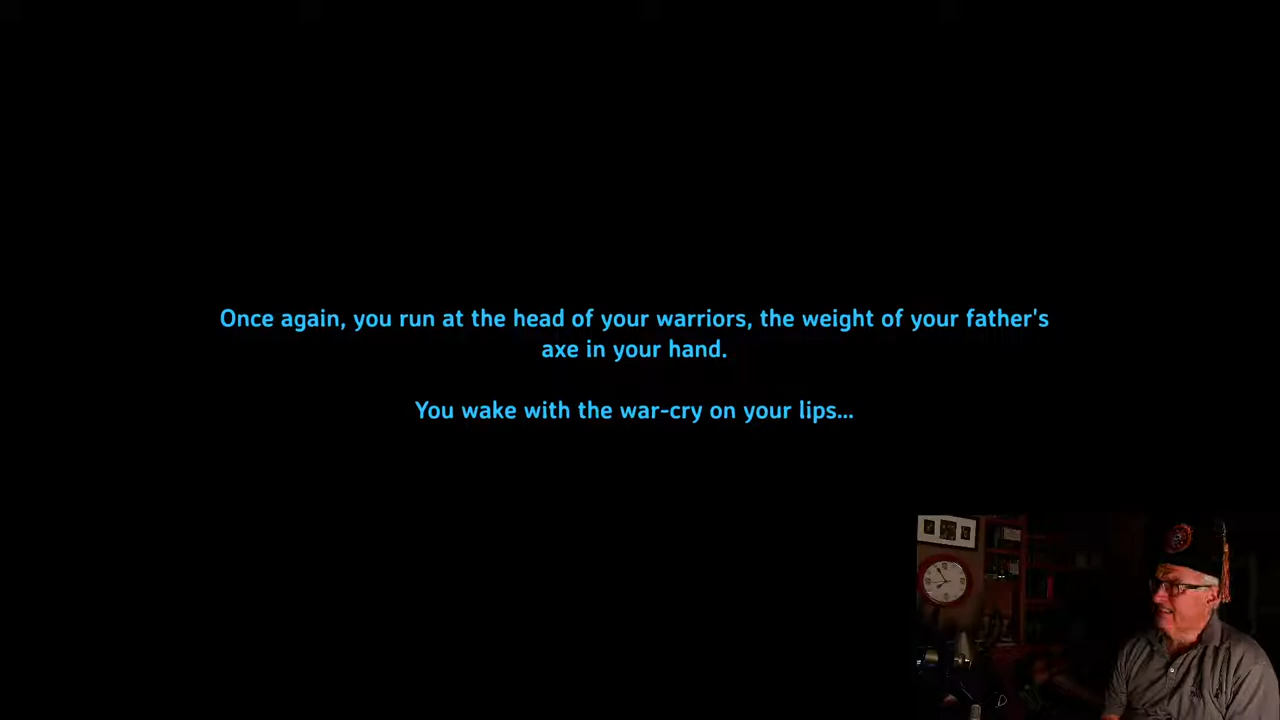 Once again, you run at the head of your warriors, the weight of your father's
axe in your hand.
You wake with the war-cry on your lips...